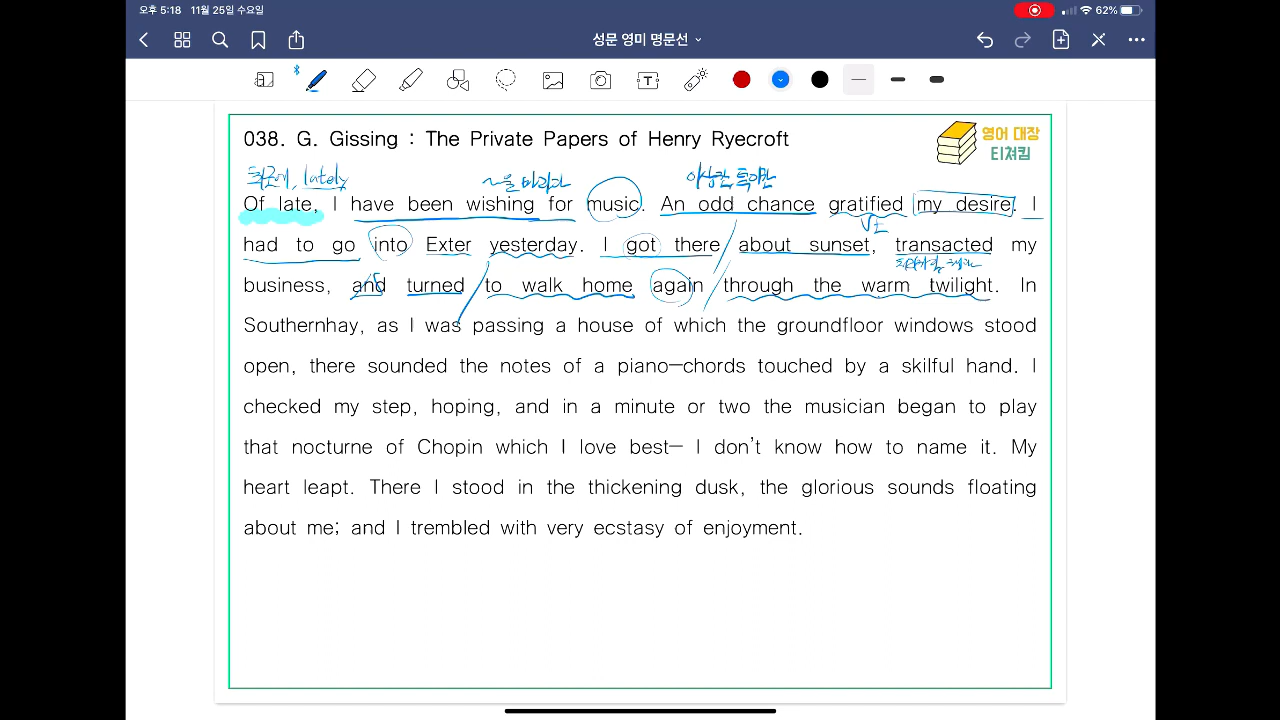 오후 5:18 11월 25일 수요일
62%
성문 영미 명문선
038. G. Gissing : The Private Papers of Henry Ryecroft
영어 대장
티쳐킴
최근에, lately
~을 바라다
이상한, 특이한
Of late, I have been wishing for music. An odd chance gratified my desire. I
had to go into Exter yesterday. I got there about sunset, transacted my
business, and turned to walk home again through the warm twilight. In
Southernhay, as I was passing a house of which the groundfloor windows stood
open, there sounded the notes of a piano—chords touched by a skilful hand. I
checked my step, hoping, and in a minute or two the musician began to play
that nocturne of Chopin which I love best— I don't know how to name it. My
heart leapt. There I stood in the thickening dusk, the glorious sounds floating
about me; and I trembled with very ecstasy of enjoyment.